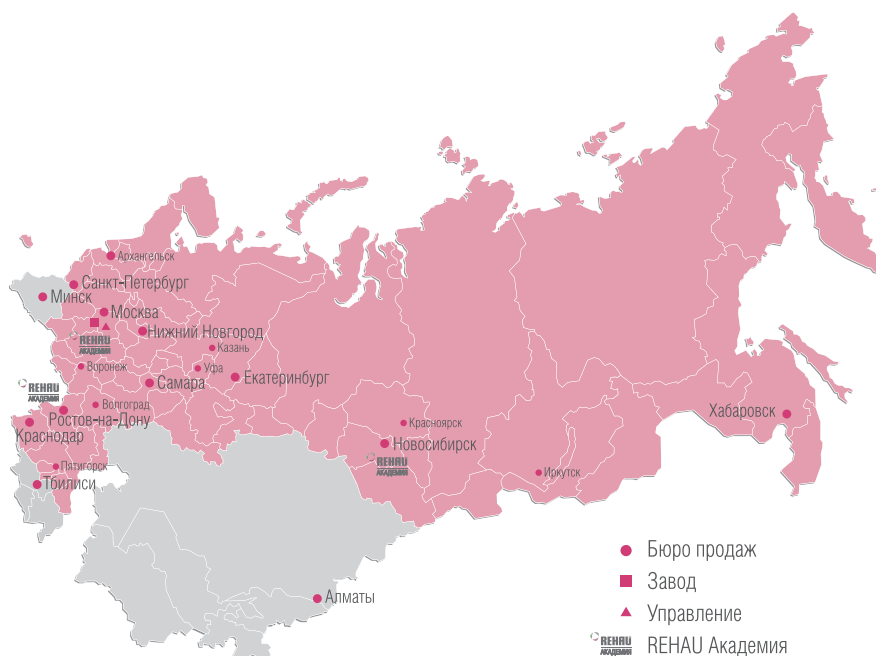 Архангельск
Санкт-Петербург
Минск
Москва
Нижний Новгород
REHAU
АКАДЕМИЯ
Казань
Воронеж
Уфа
Екатеринбург
Самара
REHAU
АКАДЕМИЯ
Волгоград
Ростов-на-Дону
Краснодар
Хабаровск
Красноярск
Новосибирск
REHAU
АКАДЕМИЯ
Пятигорск
Иркутск
Тбилиси
Алматы
Бюро продаж
Завод
Управление
REHAU
АКАДЕМИЯ
REHAU Академия